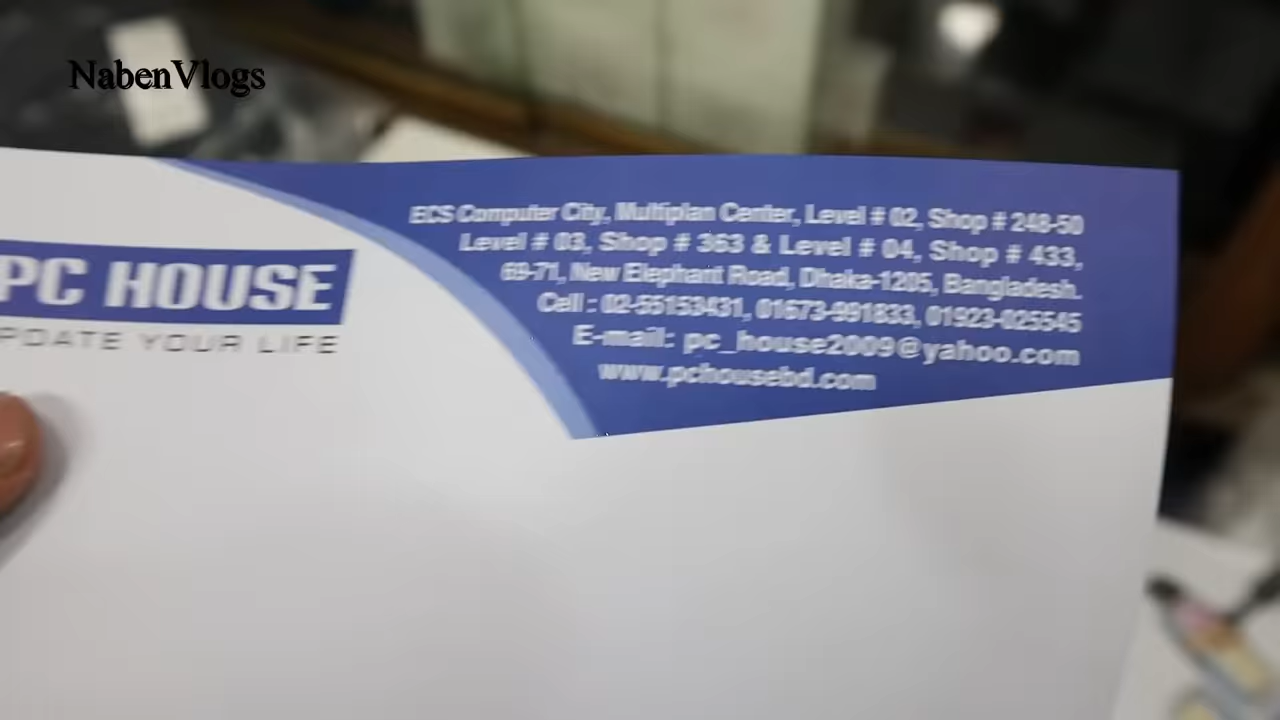 NabenVlogs
PC HOUSE
PDATE YOUR LIFE
ECS Computer City, Multiplan Center, Level # 02, Shop # 248-50
Level # 03, Shop # 363 & Level # 04, Shop # 433,
69-71, New Elephant Road, Dhaka-1205, Bangladesh.
Cell : 02-55153431, 01673-991833, 01923-025545
E-mail: pc_house2009@yahoo.com
www.pchousebd.com